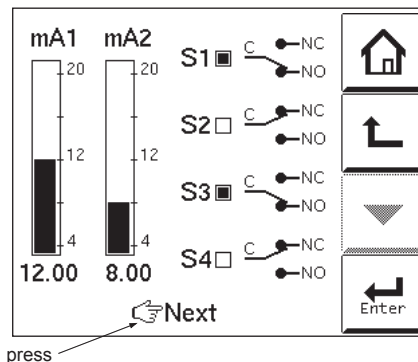 mA1 mA2
20 20
12 12
4 4
12.00 8.00
S1 C NC
NO
S2 C NC
NO
S3 C NC
NO
S4 C NC
NO
Next
Enter
press